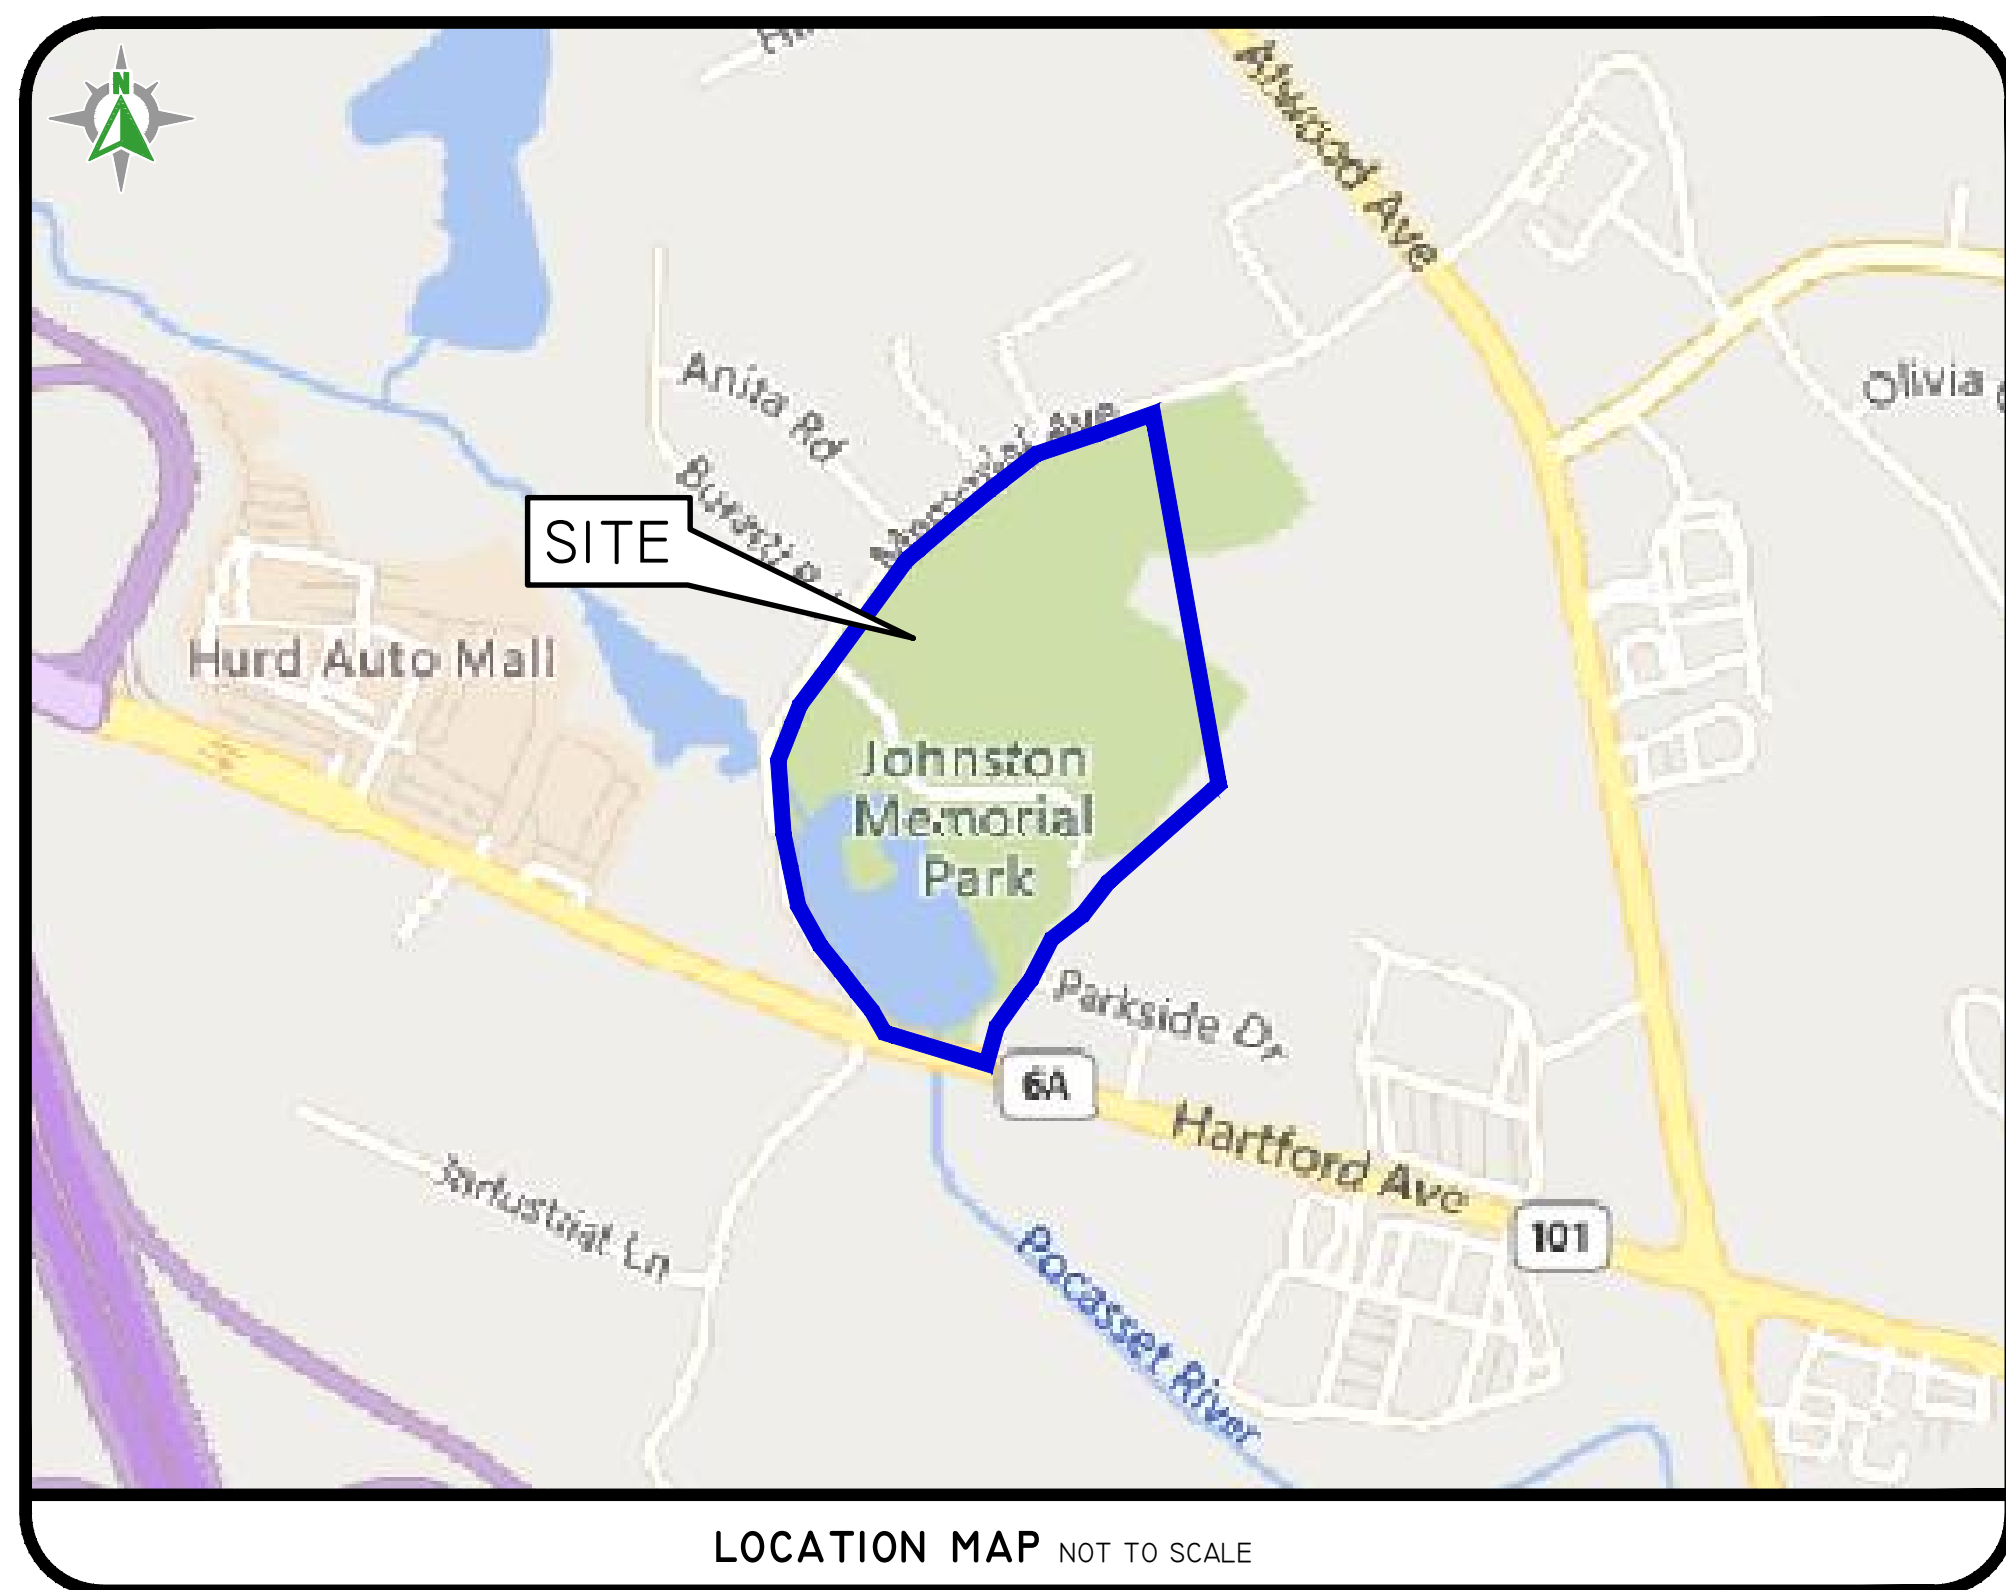 N
Atwood Ave
Anita Rd
Olivia
Memorial Ave
SITE
Hurd Auto Mall
Johnston
Memorial
Park
Parkside Dr
6A
Hartford Ave
101
Industrial Ln
Pocasset River
LOCATION MAP NOT TO SCALE